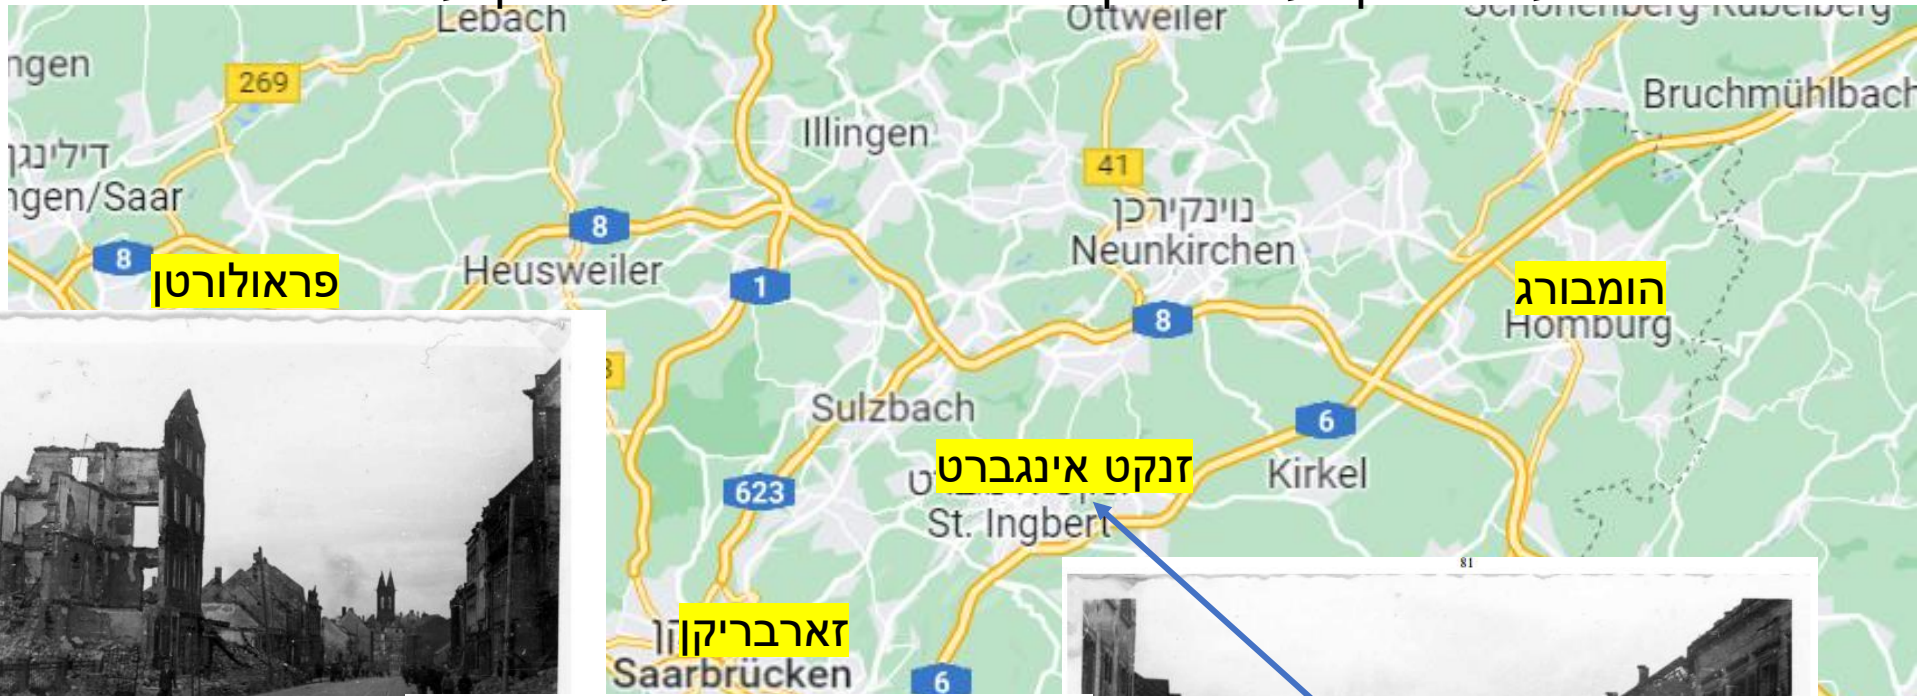 Lebach
Ottweiler
Bruchmühlbach
269
Illingen
דילינגן
ngen/Saar
41
נוינקירכן
Neunkirchen
8
8
פראולורטן
Heusweiler
1
הומבורג
Homburg
8
Sulzbach
6
זנקט אינגברט
Kirkel
623
St. Ingbert
81
זארבריקן
Saarbrücken
6